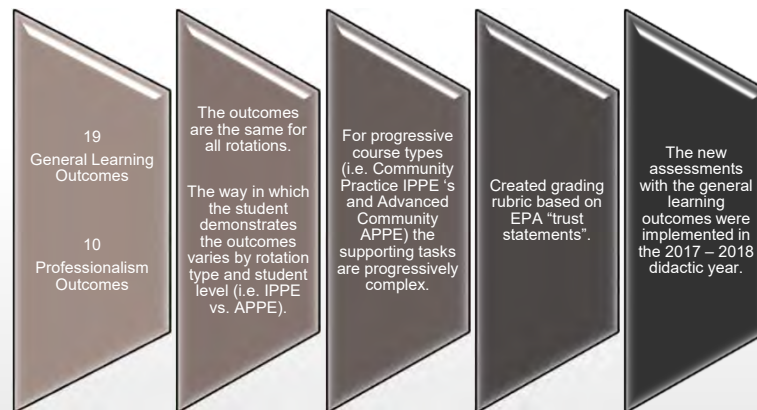 19
General Learning
Outcomes
10
Professionalism
Outcomes
The outcomes
are the same for
all rotations.
The way in which
the student
demonstrates
the outcomes
varies by rotation
type and student
level (i.e. IPPE
vs. APPE).
For progressive
course types
(i.e. Community
Practice IPPE ‘s
and Advanced
Community
APPE) the
supporting tasks
are progressively
complex.
Created grading
rubric based on
EPA “trust
statements”.
The new
assessments
with the general
learning
outcomes were
implemented in
the 2017 – 2018
didactic year.